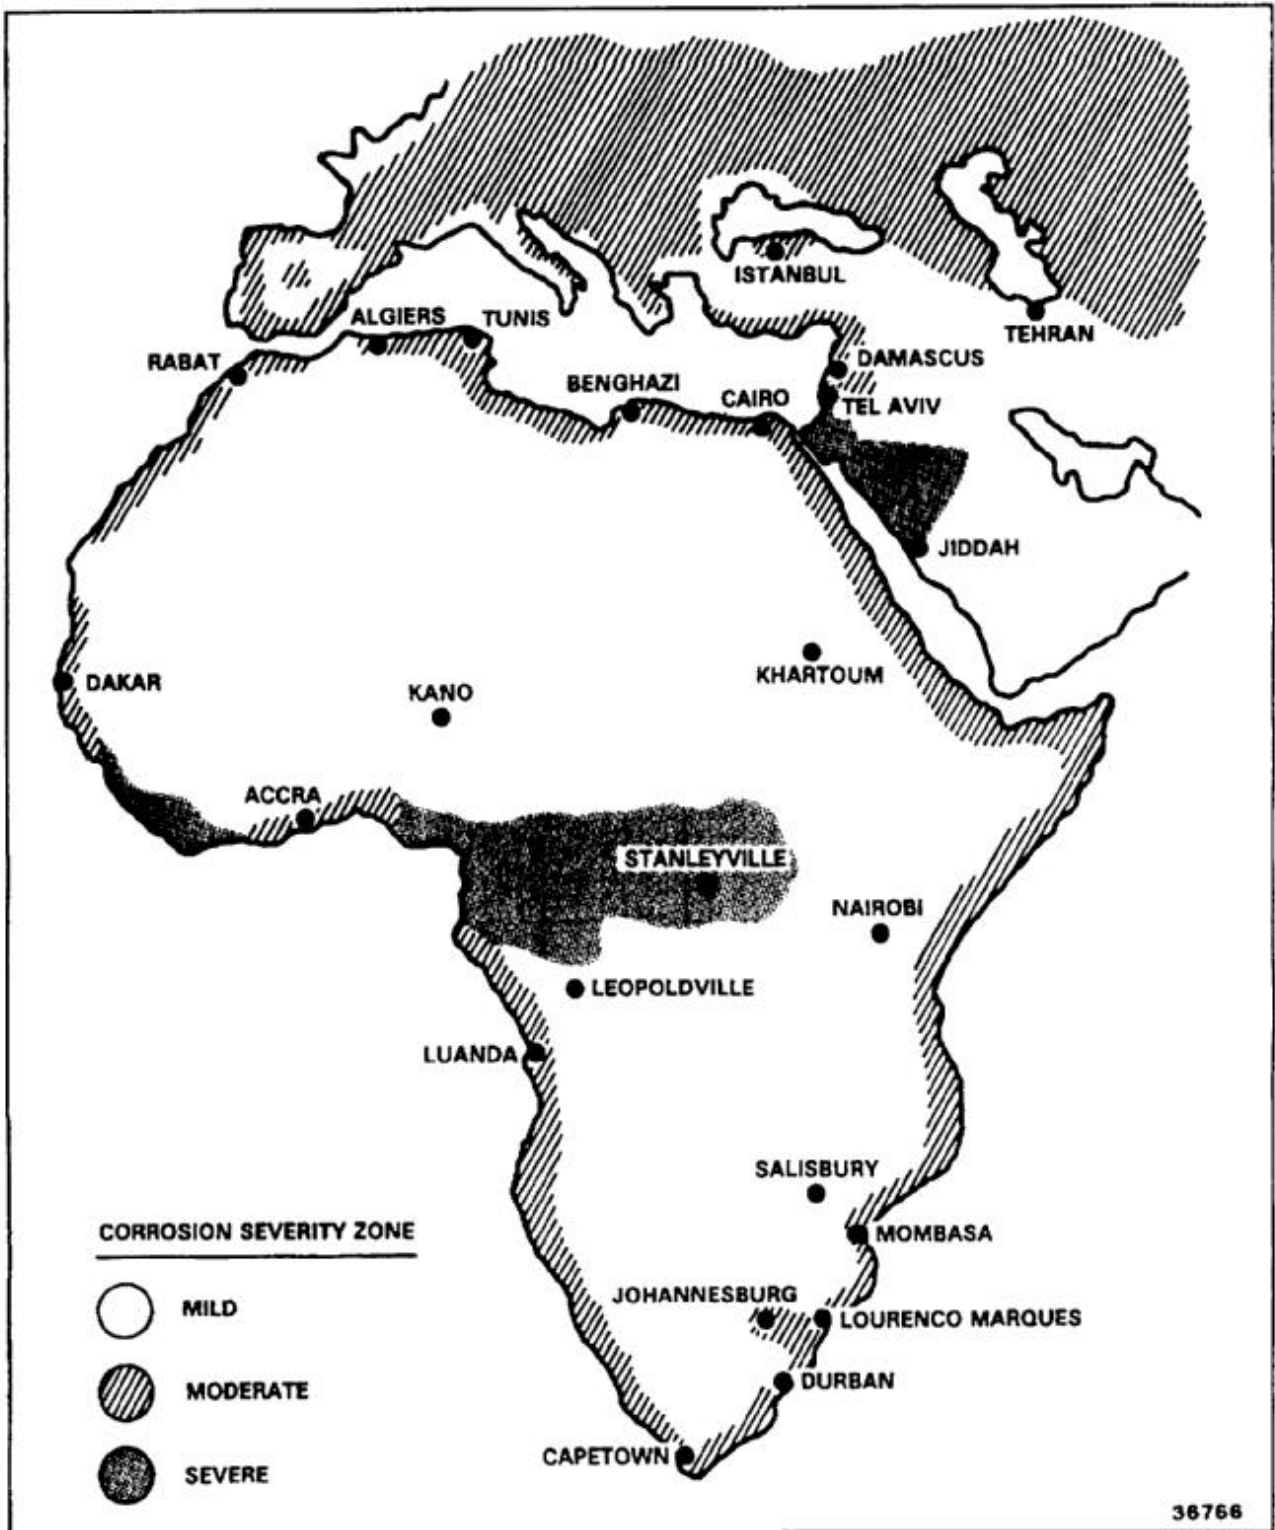 ISTANBUL
TEHRAN
ALGIERS
TUNIS
RABAT
DAMASCUS
BENGHAZI
CAIRO
TEL AVIV
JIDDAH
KHARTOUM
DAKAR
KANO
ACCRA
STANLEYVILLE
NAIROBI
LEOPOLDVILLE
LUANDA
SALISBURY
MOMBASA
JOHANNESBURG
LOURENCO MARQUES
DURBAN
CAPETOWN
CORROSION SEVERITY ZONE
MILD
MODERATE
SEVERE
36766